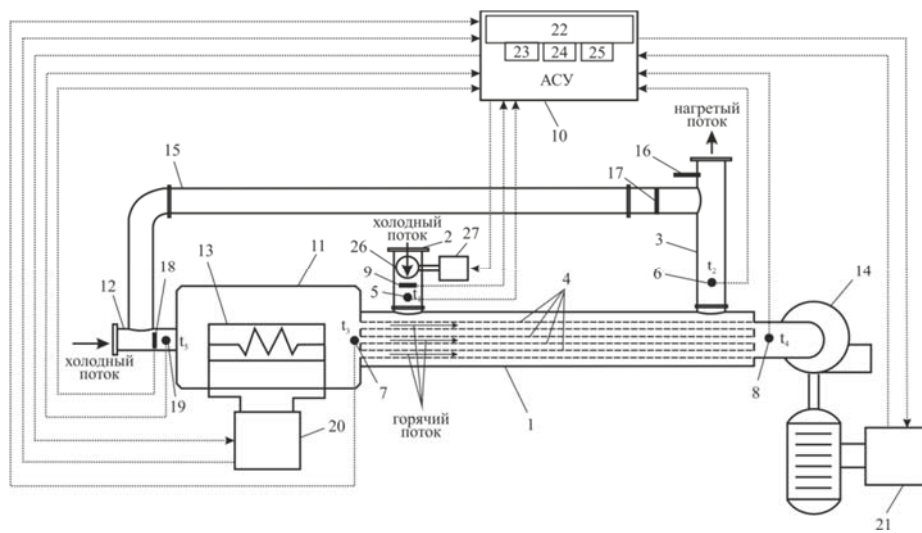 22
23 24 25
АСУ
10
нагретый
поток
16
15
17
холодный
поток
2
27
26
9
5
t
3
t₂
6
14
11
13
18
12
t₅
холодный
поток
19
t₃
7
4
t₄
8
горячий
поток
1
20
21